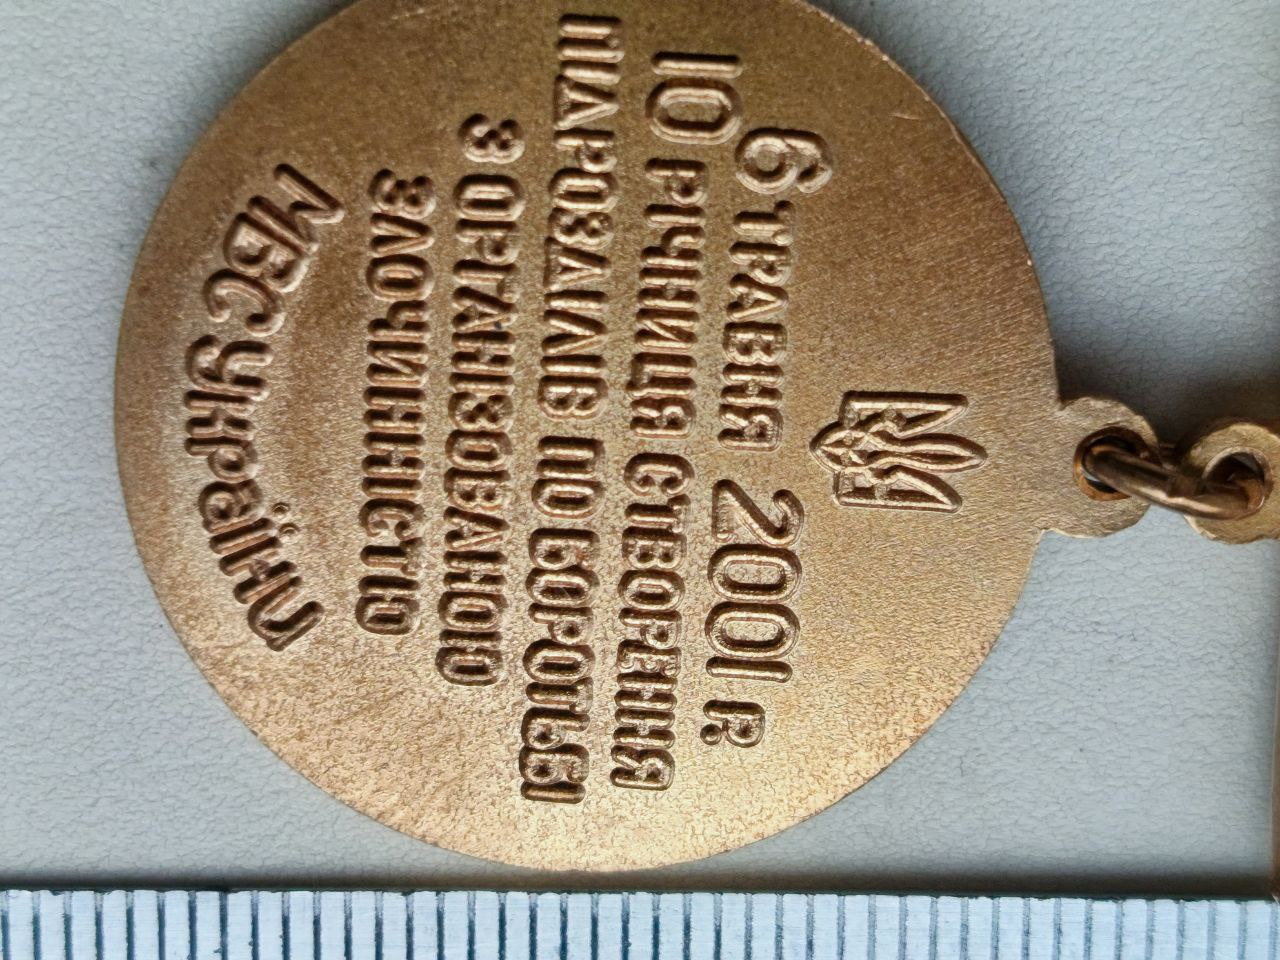 6 ТРАВНЯ 2001 Р.
10 РІЧНИЦЯ СТВОРЕННЯ
ПІДРОЗДІЛІВ ПО БОРОТЬБІ
З ОРГАНІЗОВАНОЮ
ЗЛОЧИННІСТЮ
МВС України